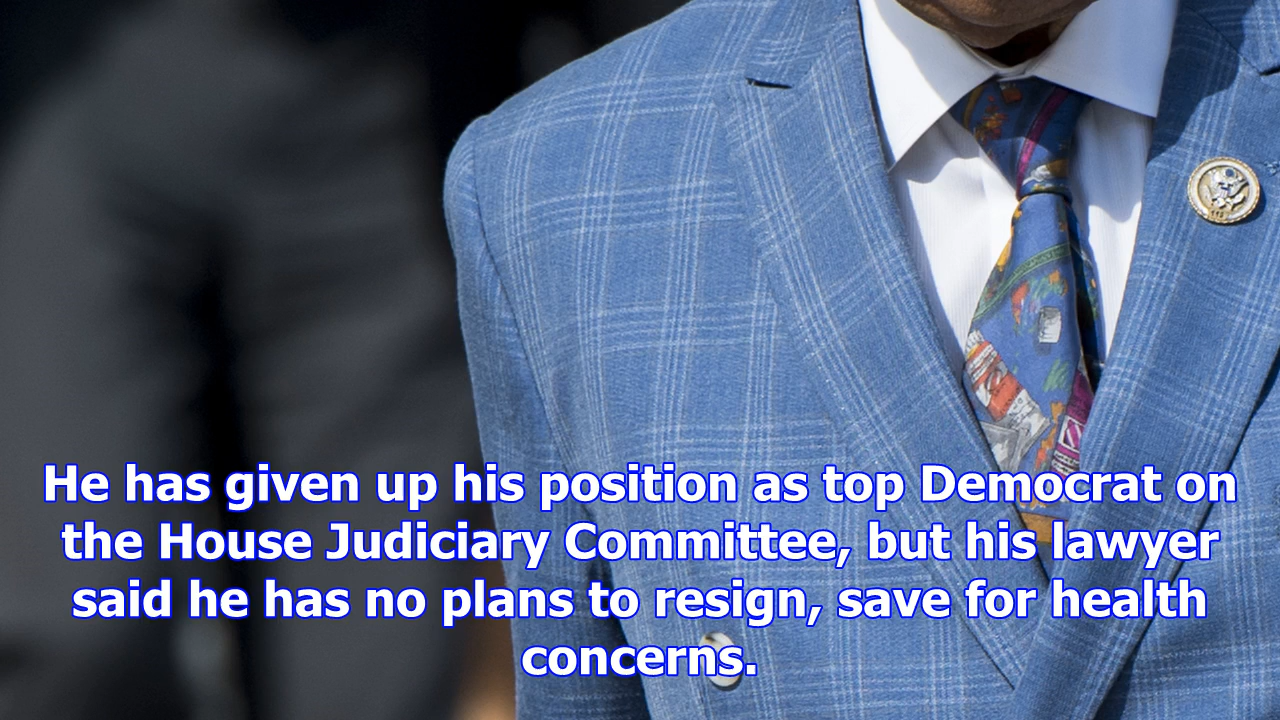 He has given up his position as top Democrat on
the House Judiciary Committee, but his lawyer
said he has no plans to resign, save for health
concerns.